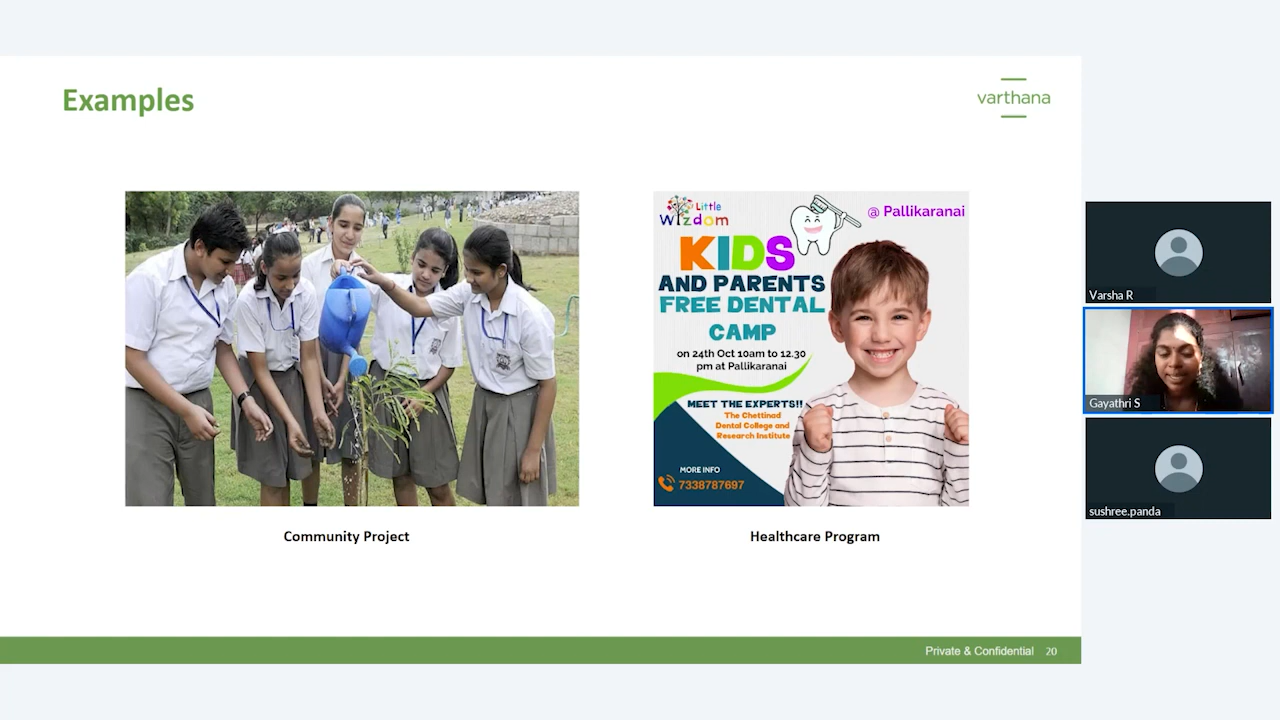 Examples
varthana
Little
Wizdom
@ Pallikaranai
KIDS
AND PARENTS
FREE DENTAL
CAMP
on 24th Oct 10am to 12.30
pm at Pallikaranai
MEET THE EXPERTS!!
The Chettinad
Dental College and
Research Institute
MORE INFO
7338787697
Community Project
Healthcare Program
Private & Confidential 20
Varsha R
Gayathri S
sushree.panda